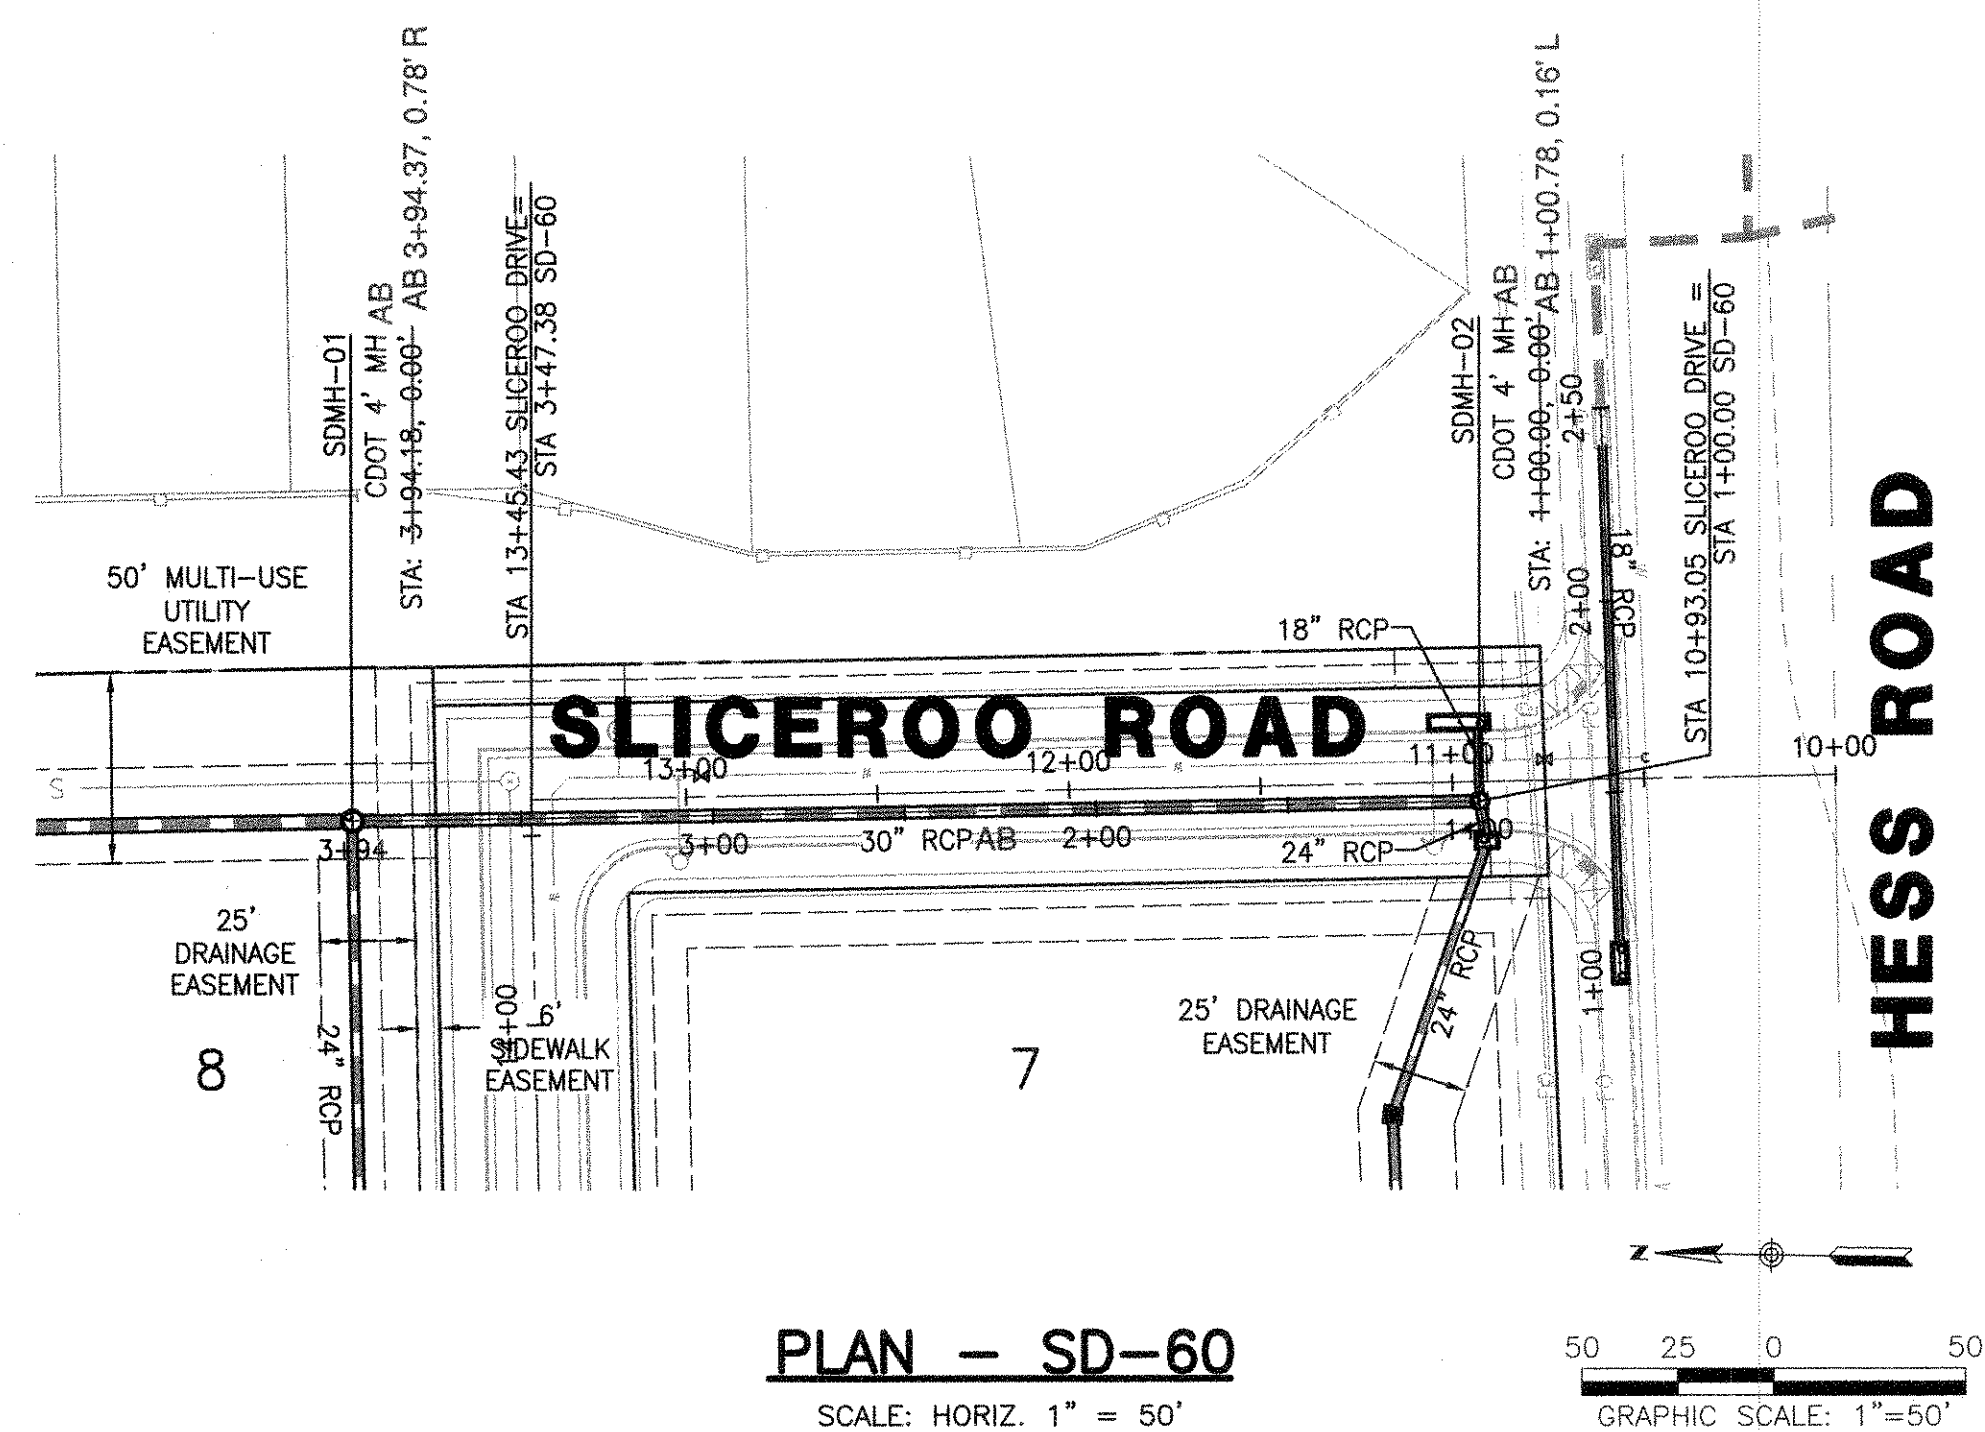 SDMH-01
CDOT 4' MH AB
STA: 3+94.18, 0.00' AB 3+94.37, 0.78' R
STA 13+45.43 SLICEROO DRIVE=
STA 3+47.38 SD-60
SDMH-02
CDOT 4' MH AB
STA: 1+00.00, 0.00' AB 1+00.78, 0.16' L
2+50
STA 10+93.05 SLICEROO DRIVE =
STA 1+00.00 SD-60
50' MULTI-USE
UTILITY
EASEMENT
18" RCP
2+00
18" RCP
SLICEROO ROAD
HESS ROAD
13+00
12+00
11+00
10+00
S
3+94
3+00
30" RCP AB
2+00
1+00
24" RCP
25'
DRAINAGE
EASEMENT
24" RCP
6'
SIDEWALK
EASEMENT
25' DRAINAGE
EASEMENT
24" RCP
1+00
8
7
N
PLAN - SD-60
SCALE: HORIZ. 1" = 50'
50 25 0 50
GRAPHIC SCALE: 1"=50'